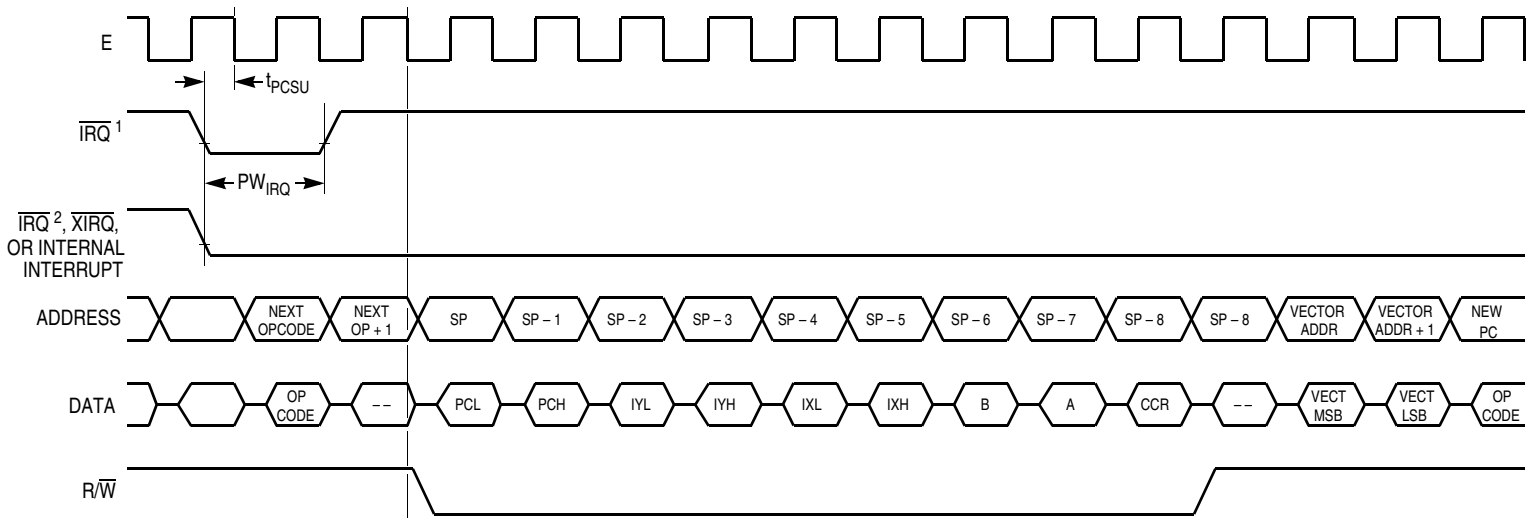 E
tPCSU
IRQ 1
PWIRQ
IRQ 2, XIRQ,
OR INTERNAL
INTERRUPT
ADDRESS
NEXT
OPCODE
NEXT
OP + 1
SP
SP – 1
SP – 2
SP – 3
SP – 4
SP – 5
SP – 6
SP – 7
SP – 8
SP – 8
VECTOR
ADDR
VECTOR
ADDR + 1
NEW
PC
DATA
OP
CODE
– –
PCL
PCH
IYL
IYH
IXL
IXH
B
A
CCR
– –
VECT
MSB
VECT
LSB
OP
CODE
R/W